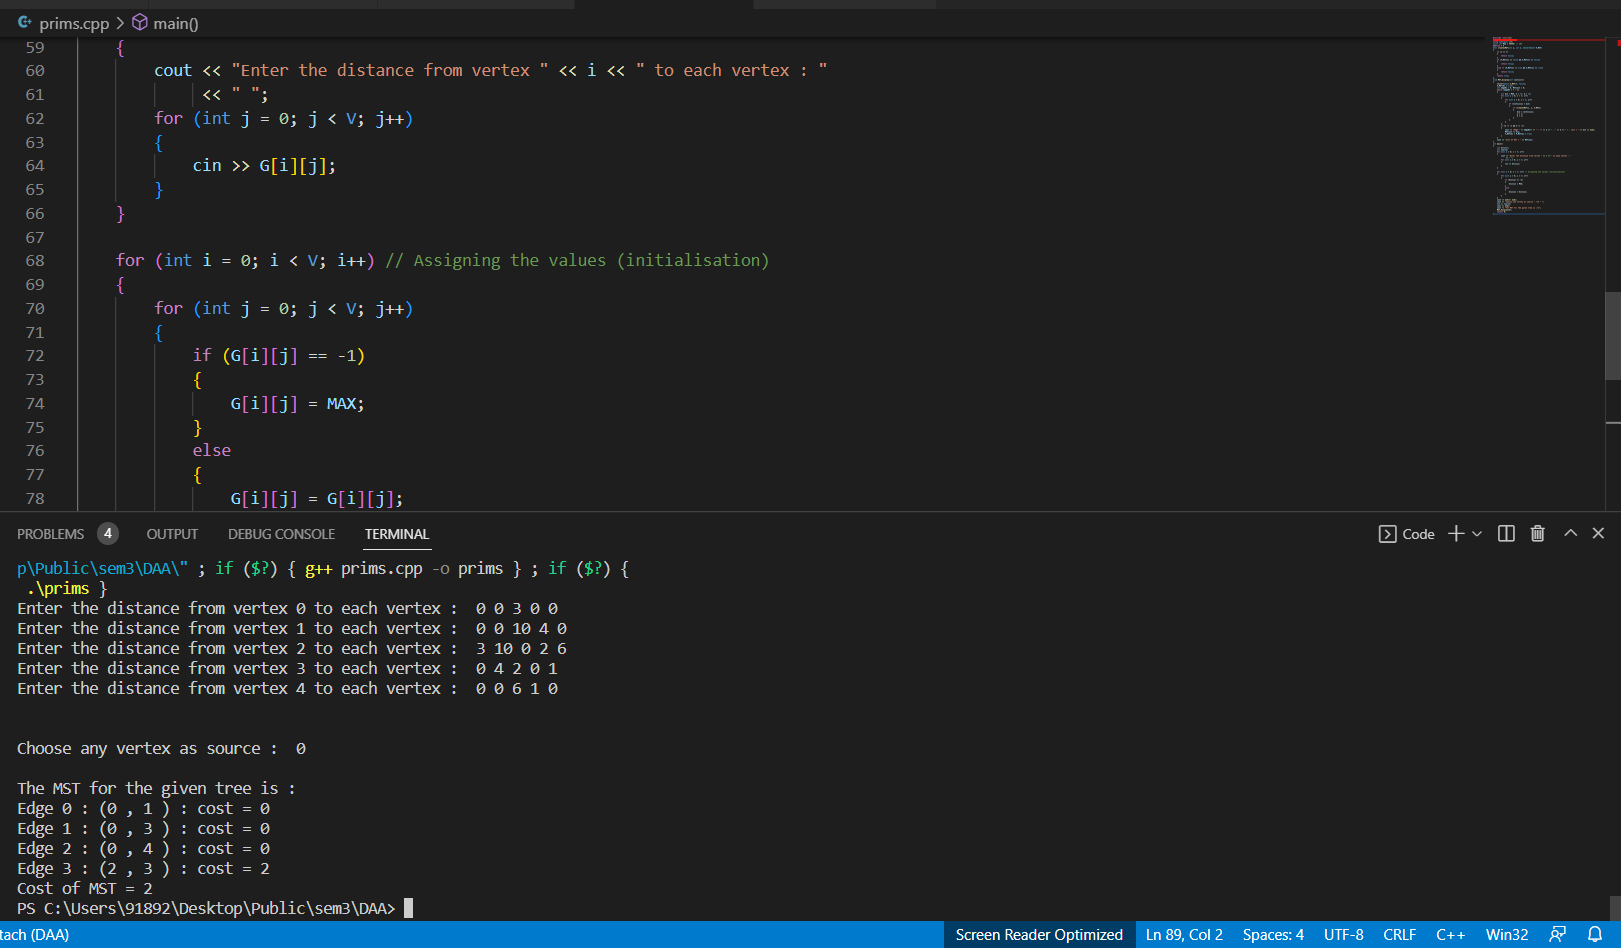 prims.cpp > main()
59 {
60 cout << "Enter the distance from vertex " << i << " to each vertex : "
61 << " ";
62 for (int j = 0; j < V; j++)
63 {
64 cin >> G[i][j];
65 }
66 }
67
68 for (int i = 0; i < V; i++) // Assigning the values (initialisation)
69 {
70 for (int j = 0; j < V; j++)
71 {
72 if (G[i][j] == -1)
73 {
74 G[i][j] = MAX;
75 }
76 else
77 {
78 G[i][j] = G[i][j];
PROBLEMS 4 OUTPUT DEBUG CONSOLE TERMINAL Code
p\Public\sem3\DAA\" ; if ($?) { g++ prims.cpp -o prims } ; if ($?) {
.\prims }
Enter the distance from vertex 0 to each vertex : 0 0 3 0 0
Enter the distance from vertex 1 to each vertex : 0 0 10 4 0
Enter the distance from vertex 2 to each vertex : 3 10 0 2 6
Enter the distance from vertex 3 to each vertex : 0 4 2 0 1
Enter the distance from vertex 4 to each vertex : 0 0 6 1 0
Choose any vertex as source : 0
The MST for the given tree is :
Edge 0 : (0 , 1 ) : cost = 0
Edge 1 : (0 , 3 ) : cost = 0
Edge 2 : (0 , 4 ) : cost = 0
Edge 3 : (2 , 3 ) : cost = 2
Cost of MST = 2
PS C:\Users\91892\Desktop\Public\sem3\DAA>
tach (DAA) Screen Reader Optimized Ln 89, Col 2 Spaces: 4 UTF-8 CRLF C++ Win32